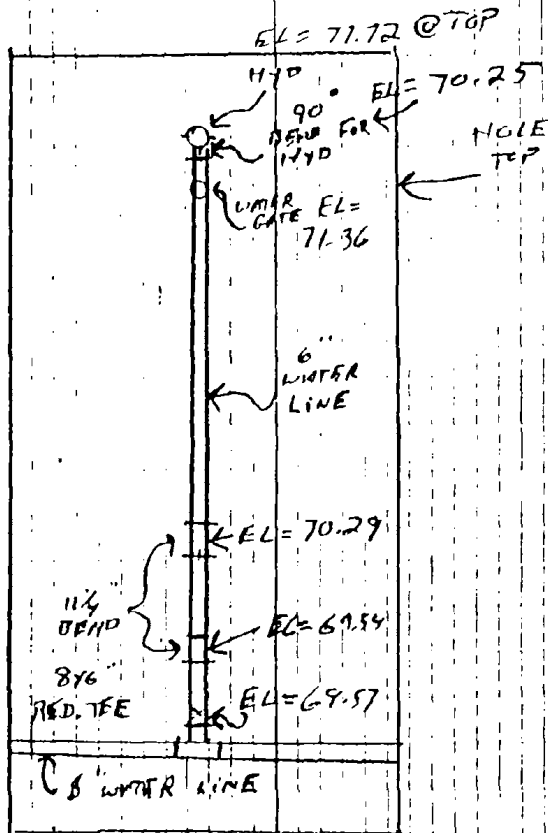 EL= 71.72 @ TOP
HYD
90°
BEND FOR
HYD
EL= 70.25
HOLE
TOP
WATER
GATE EL=
71.36
6"
WATER
LINE
EL= 70.29
11¼"
BEND
EL= 69.54
8x6"
RED. TEE
EL= 69.57
8" WATER LINE